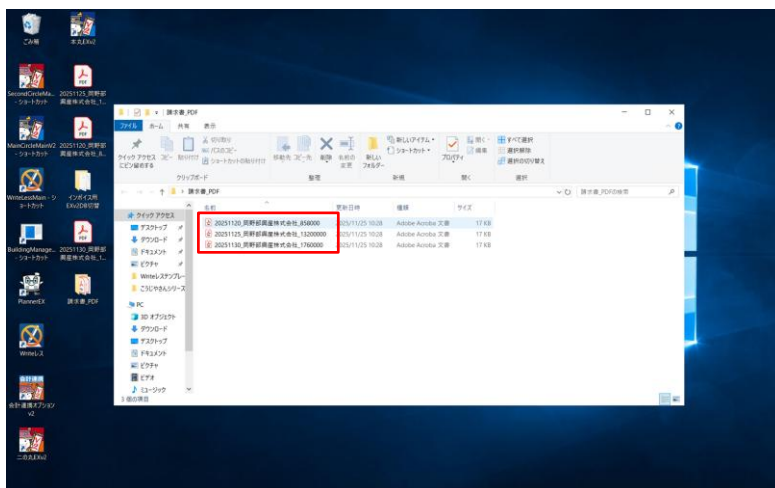 ごみ箱
本丸EXv2
SecondCircleMa...
- ショートカット
20251125_岡野部
興産株式会社_1...
MainCircleMainV2
- ショートカット
20251120_岡野部
興産株式会社_8...
WriteLessMain - シ
ョートカット
インボイス用
EXv2DB切替
BuildingManage...
- ショートカット
20251130_岡野部
興産株式会社_1...
PlannerEX
請求書_PDF
Writeレス
会計連携オプション
v2
二の丸EXv2
請求書_PDF
ファイル ホーム 共有 表示
クイック アクセス
にピン留めする
コピー
貼り付け
切り取り
パスのコピー
ショートカットの貼り付け
クリップボード
移動先
コピー先
削除
名前の
変更
整理
新しい
フォルダー
新しいアイテム
ショートカット
新規
プロパティ
開く
編集
開く
すべて選択
選択解除
選択の切り替え
選択
請求書_PDF
請求書_PDFの検索
名前 更新日時 種類 サイズ
20251120_岡野部興産株式会社_858000 2025/11/25 10:28 Adobe Acroba 文書 17 KB
20251125_岡野部興産株式会社_13200000 2025/11/25 10:28 Adobe Acroba 文書 17 KB
20251130_岡野部興産株式会社_1760000 2025/11/25 10:28 Adobe Acroba 文書 17 KB
クイック アクセス
デスクトップ
ダウンロード
ドキュメント
ピクチャ
Writeレステンプレー
こうじやさんシリーズ
PC
3D オブジェクト
ダウンロード
デスクトップ
ドキュメント
ピクチャ
ビデオ
ミュージック
3 個の項目